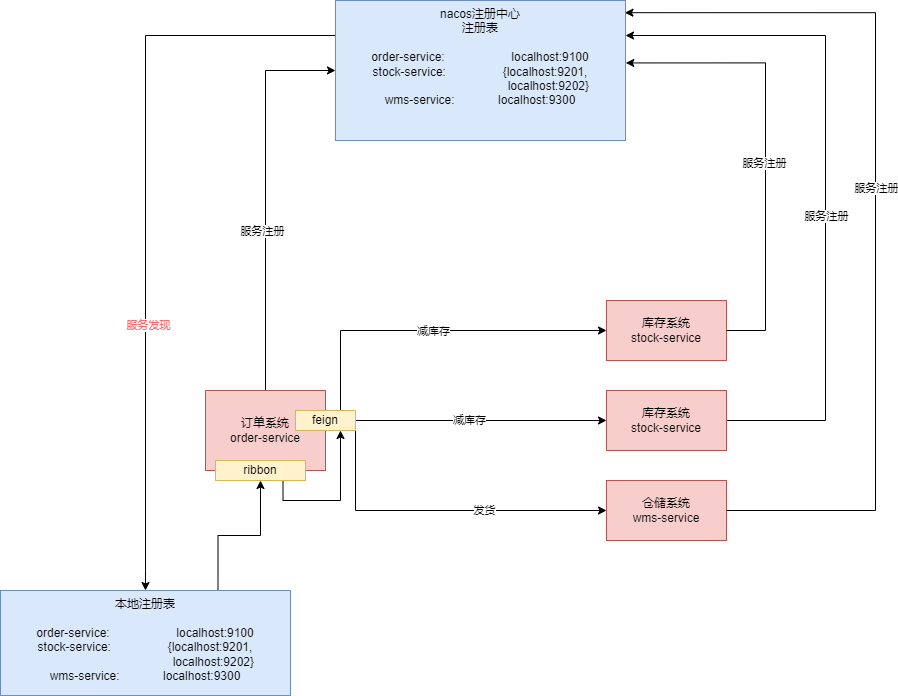 nacos注册中心
注册表
order-service: localhost:9100
stock-service: {localhost:9201,
localhost:9202}
wms-service: localhost:9300
服务注册
服务注册
服务注册
服务注册
服务发现
减库存
库存系统
stock-service
订单系统
order-service
feign
减库存
库存系统
stock-service
ribbon
发货
仓储系统
wms-service
本地注册表
order-service: localhost:9100
stock-service: {localhost:9201,
localhost:9202}
wms-service: localhost:9300